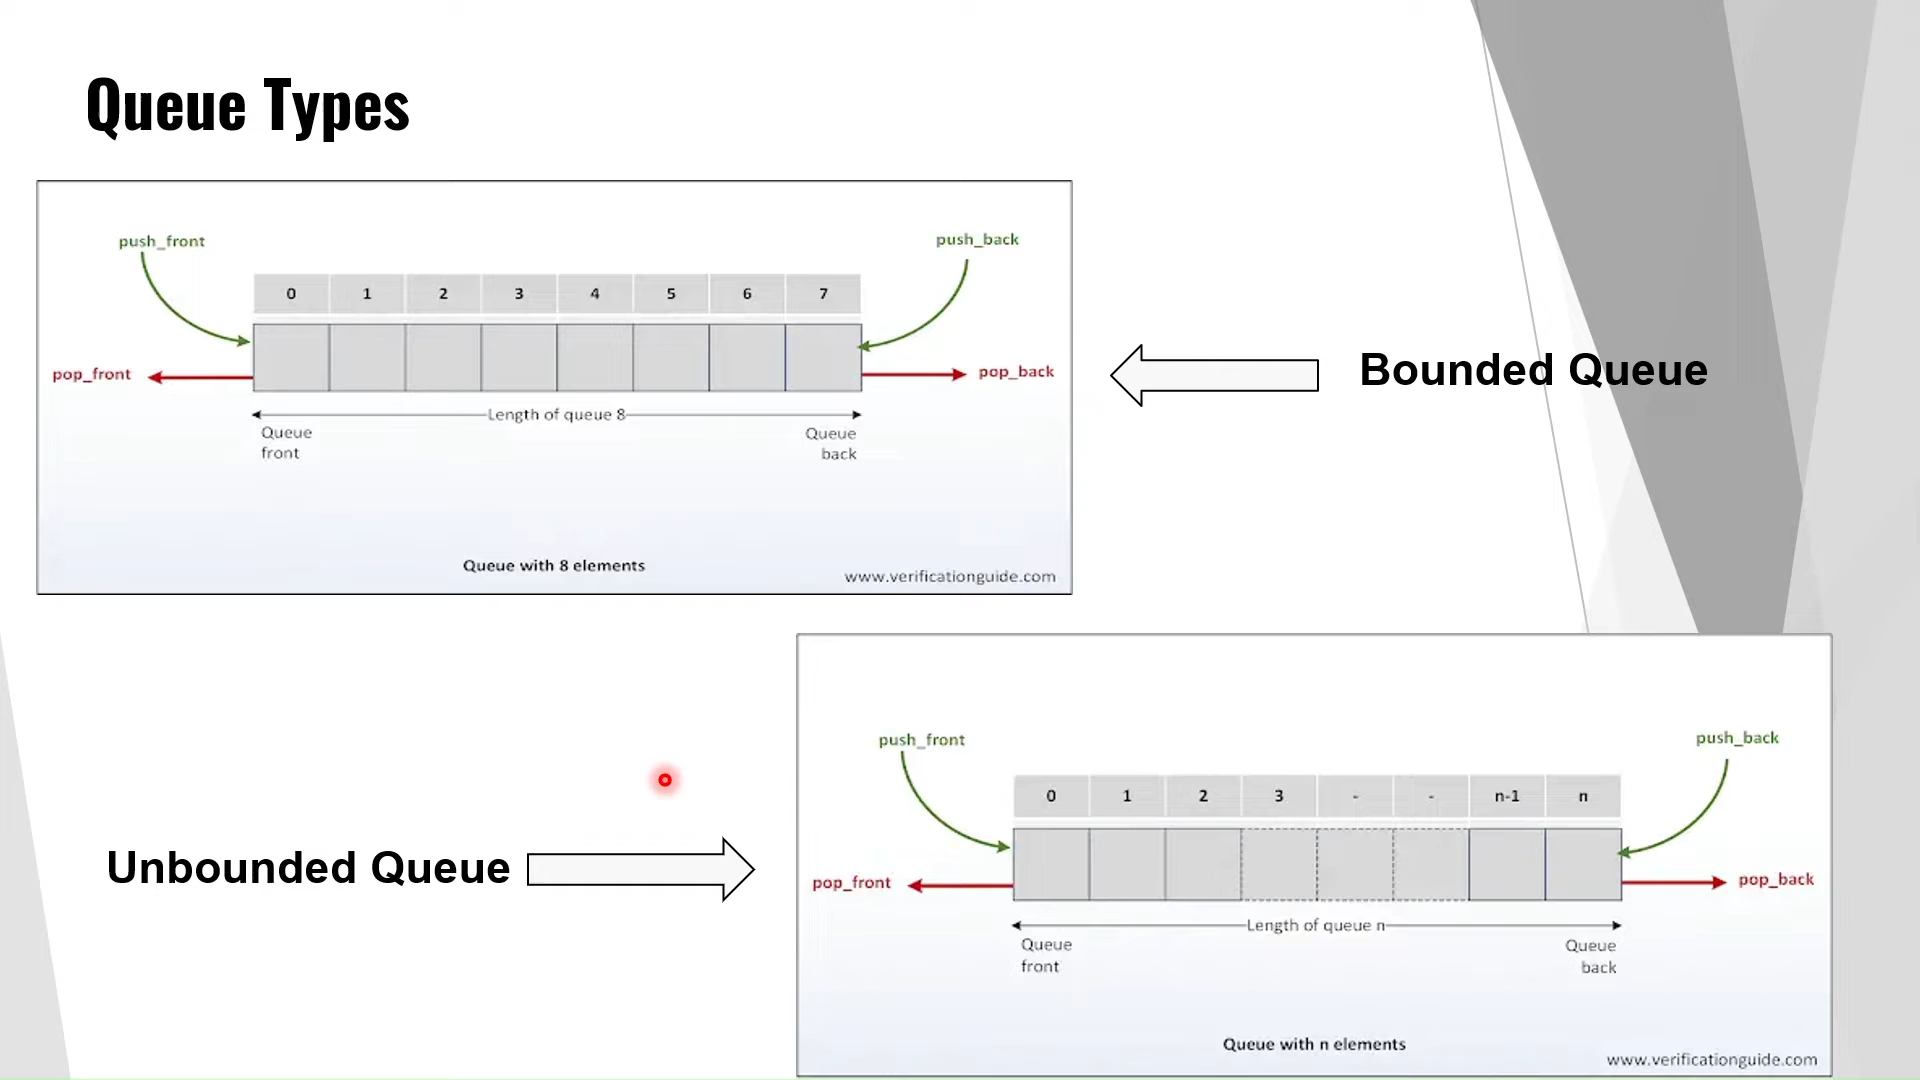 Queue Types
push_front
push_back
0 1 2 3 4 5 6 7
pop_front
pop_back
Length of queue 8
Queue front
Queue back
Queue with 8 elements
www.verificationguide.com
Bounded Queue
Unbounded Queue
push_front
push_back
0 1 2 3 - - n-1 n
pop_front
pop_back
Length of queue n
Queue front
Queue back
Queue with n elements
www.verificationguide.com